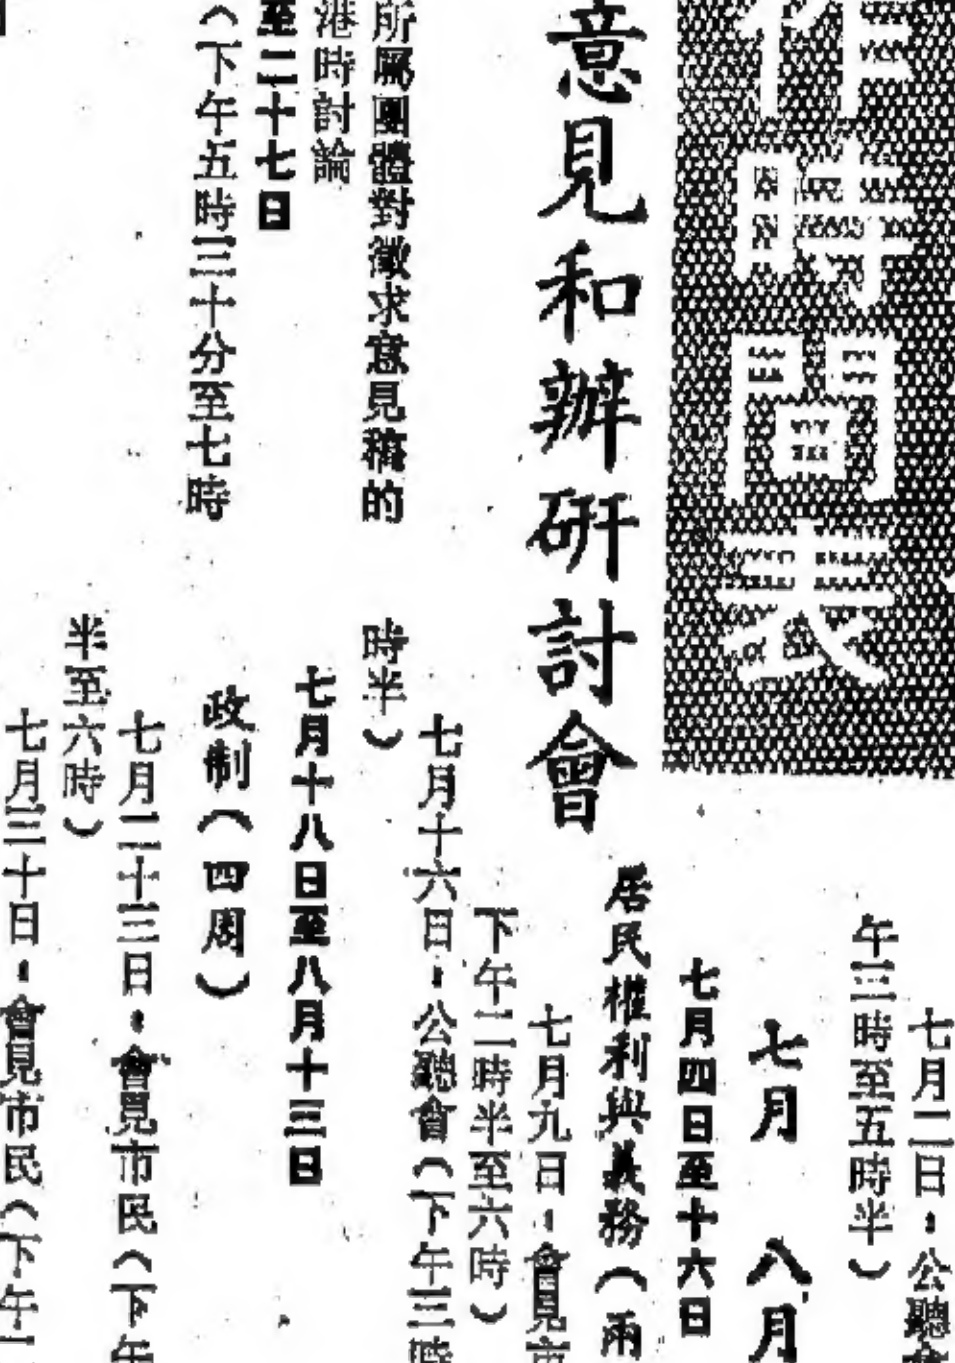 作時間表
意見和辦研討會
所屬團體對徵求意見稿的
港時討論
至二十七日
（下午五時三十分至七時
七月二日：公聽會
午三時至五時半）
七月 八月
七月四日至十六日
居民權利與義務（兩
七月九日：會見市
下午二時半至六時）
七月十六日：公聽會（下午三時
時半）
七月十八日至八月十三日
政制（四周）
七月二十三日：會見市民（下午
半至六時）
七月三十日：會見市民（下午二